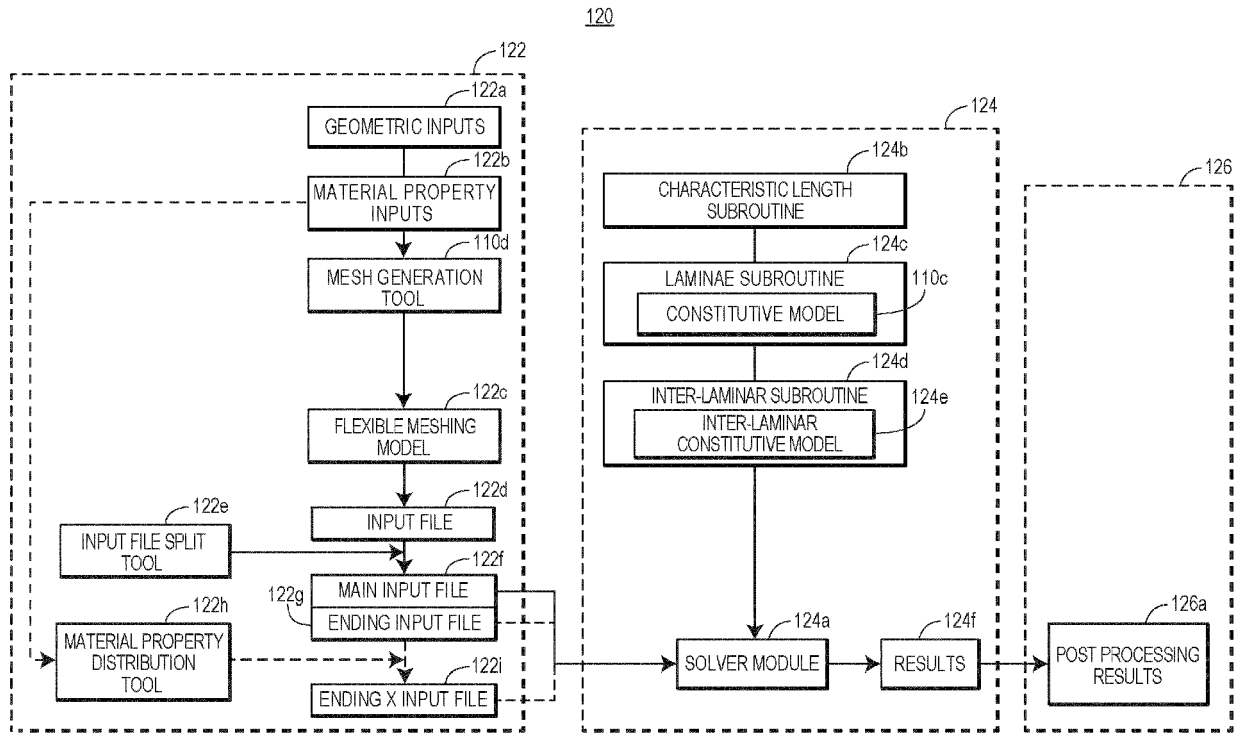 120
122
122a
GEOMETRIC INPUTS
122b
MATERIAL PROPERTY
INPUTS
110d
MESH GENERATION
TOOL
122c
FLEXIBLE MESHING
MODEL
122d
INPUT FILE
122e
INPUT FILE SPLIT
TOOL
122f
MAIN INPUT FILE
122g
ENDING INPUT FILE
122h
MATERIAL PROPERTY
DISTRIBUTION
TOOL
122i
ENDING X INPUT FILE
124
124b
CHARACTERISTIC LENGTH
SUBROUTINE
124c
LAMINAE SUBROUTINE
110c
CONSTITUTIVE MODEL
124d
INTER-LAMINAR SUBROUTINE
124e
INTER-LAMINAR
CONSTITUTIVE MODEL
124a
SOLVER MODULE
124f
RESULTS
126
126a
POST PROCESSING
RESULTS